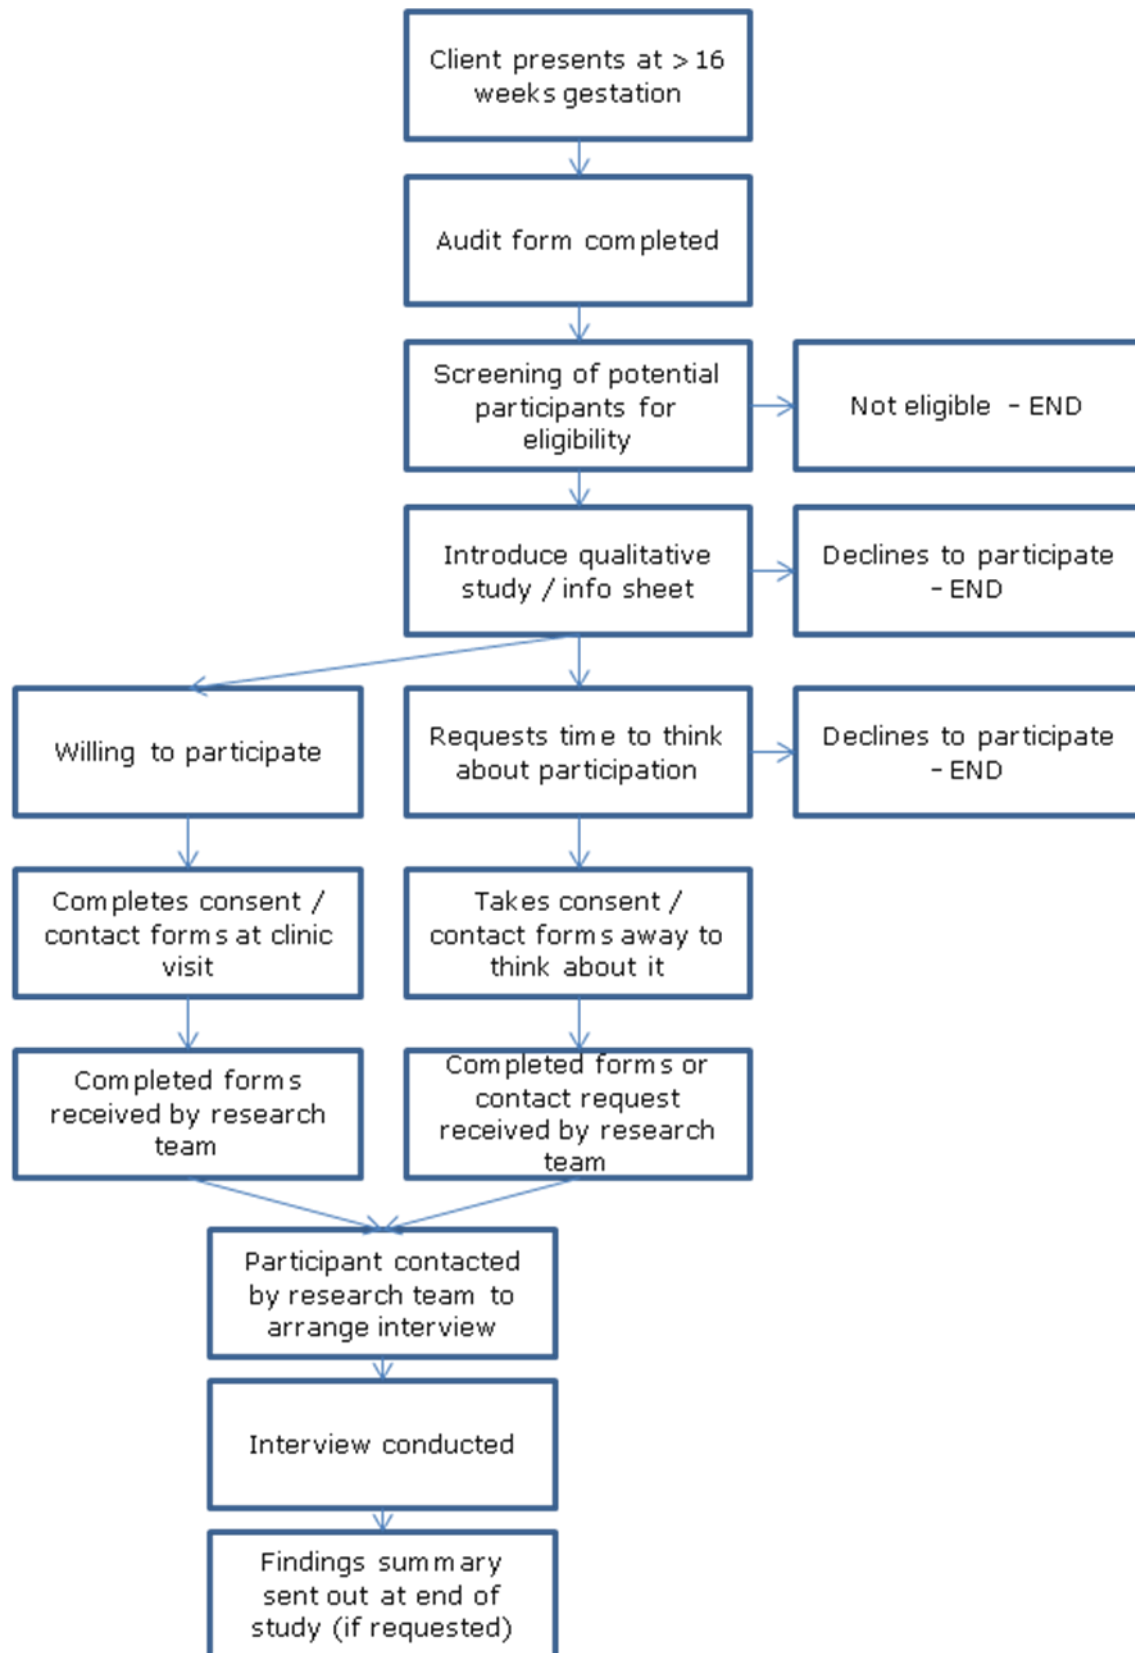 Client presents at > 16
weeks gestation
Audit form completed
Screening of potential
participants for
eligibility
Not eligible – END
Introduce qualitative
study / info sheet
Declines to participate
– END
Willing to participate
Requests time to think
about participation
Declines to participate
– END
Completes consent /
contact forms at clinic
visit
Takes consent /
contact forms away to
think about it
Completed forms
received by research
team
Completed forms or
contact request
received by research
team
Participant contacted
by research team to
arrange interview
Interview conducted
Findings summary
sent out at end of
study (if requested)